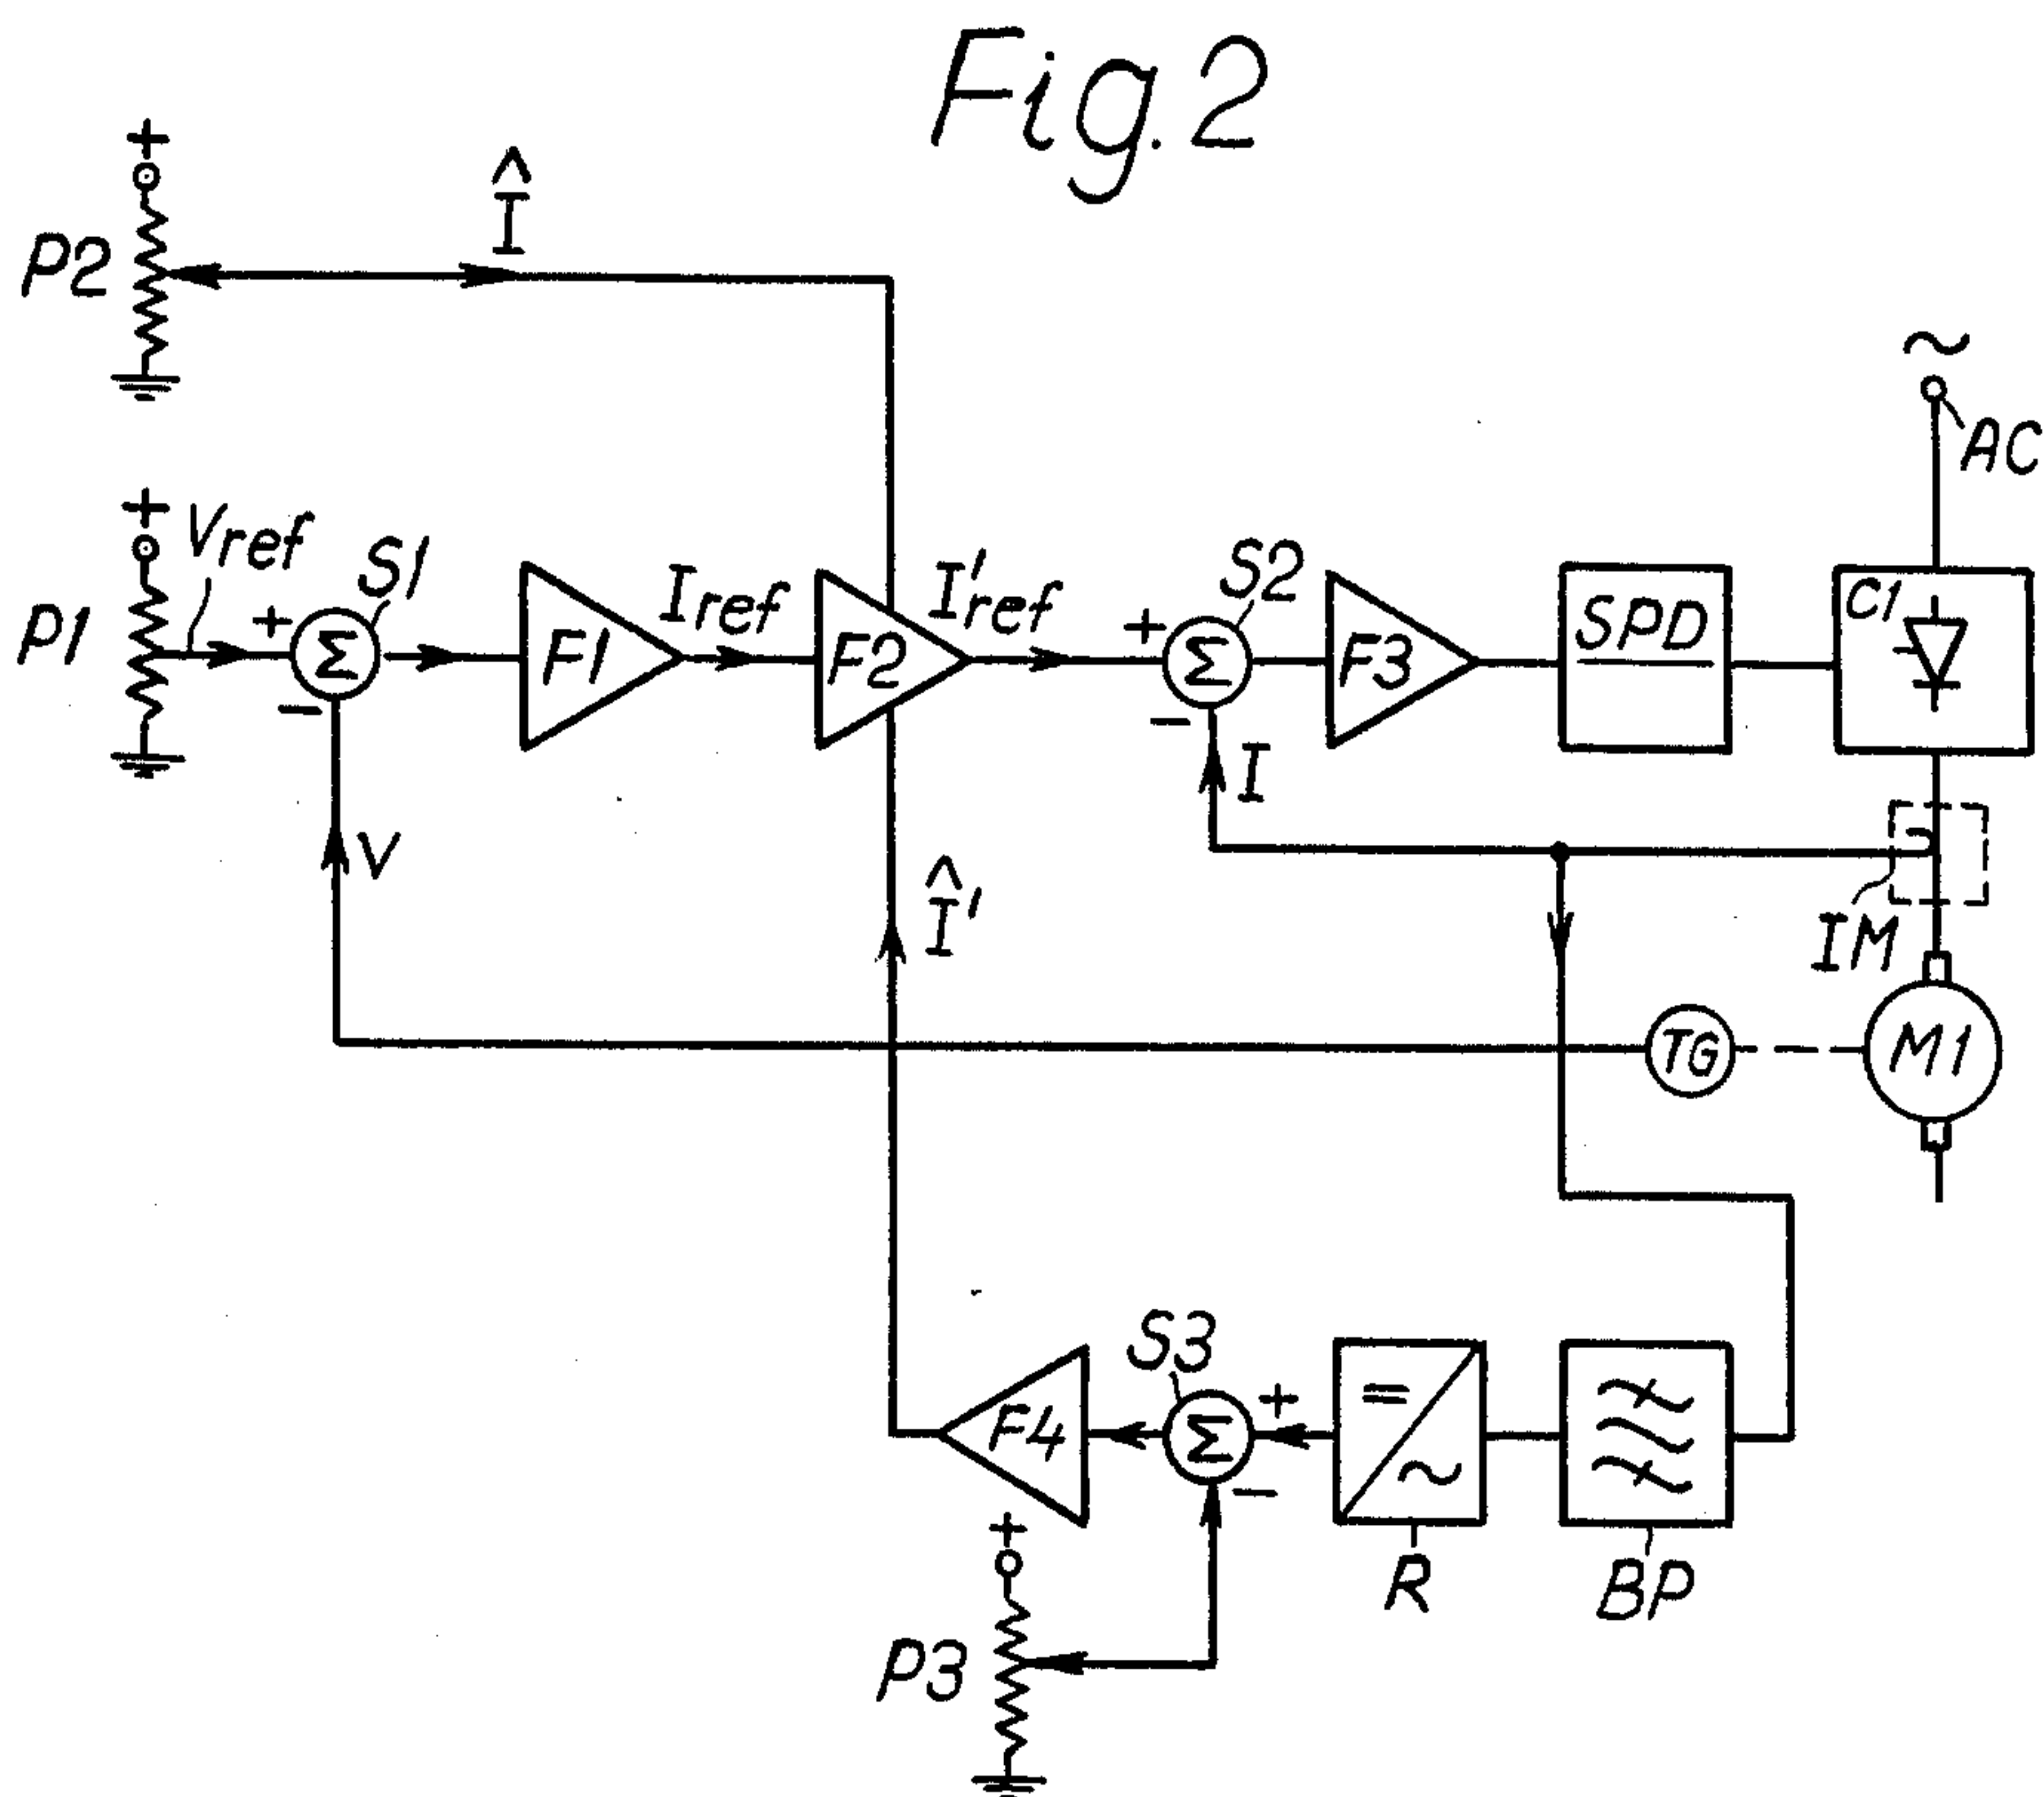 Fig. 2
+
P2
Î
~
AC
+
Vref
P1
+
S1
Σ
−
F1
Iref
F2
I'ref
+
S2
Σ
−
F3
SPD
C1
I
V
Î'
IM
TG
M1
F4
S3
Σ
+
−
=
~
R
BP
+
P3